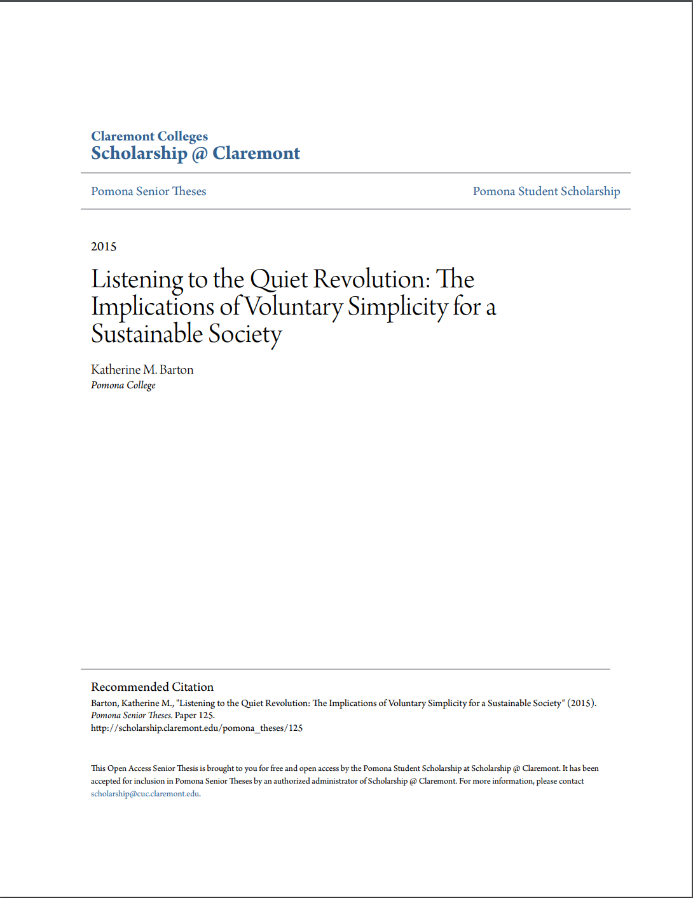 Claremont Colleges
Scholarship @ Claremont
Pomona Senior Theses
Pomona Student Scholarship
2015
Listening to the Quiet Revolution: The
Implications of Voluntary Simplicity for a
Sustainable Society
Katherine M. Barton
Pomona College
Recommended Citation
Barton, Katherine M., "Listening to the Quiet Revolution: The Implications of Voluntary Simplicity for a Sustainable Society" (2015).
Pomona Senior Theses. Paper 125.
http://scholarship.claremont.edu/pomona_theses/125
This Open Access Senior Thesis is brought to you for free and open access by the Pomona Student Scholarship at Scholarship @ Claremont. It has been
accepted for inclusion in Pomona Senior Theses by an authorized administrator of Scholarship @ Claremont. For more information, please contact
scholarship@cuc.claremont.edu.